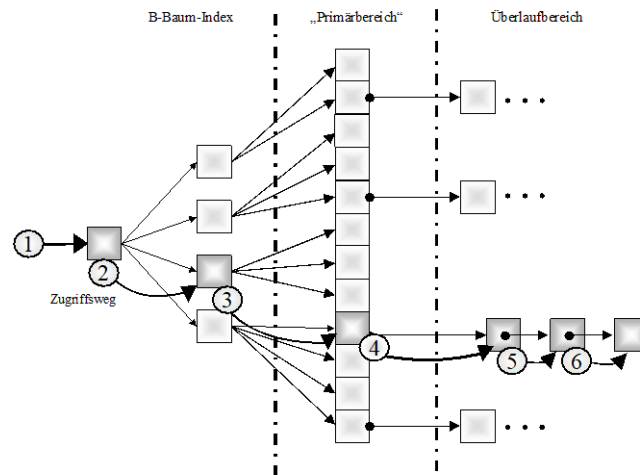 B-Baum-Index
„Primärbereich“
Überlaufbereich
1
2
Zugriffsweg
3
4
5
6